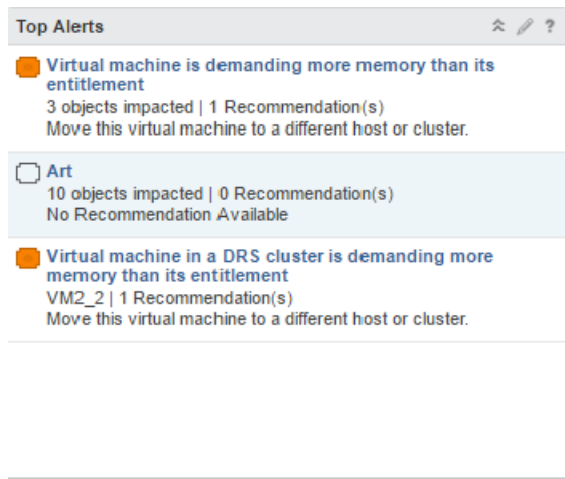 Top Alerts ?
Virtual machine is demanding more memory than its
entitlement
3 objects impacted | 1 Recommendation(s)
Move this virtual machine to a different host or cluster.
Art
10 objects impacted | 0 Recommendation(s)
No Recommendation Available
Virtual machine in a DRS cluster is demanding more
memory than its entitlement
VM2_2 | 1 Recommendation(s)
Move this virtual machine to a different host or cluster.